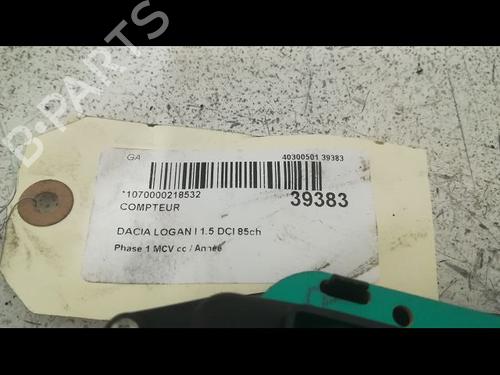 B-PARTS
GA
40300501 39383
*1070000218532
39383
COMPTEUR
DACIA LOGAN I 1.5 DCI 85ch
Phase 1 MCV cc / Année